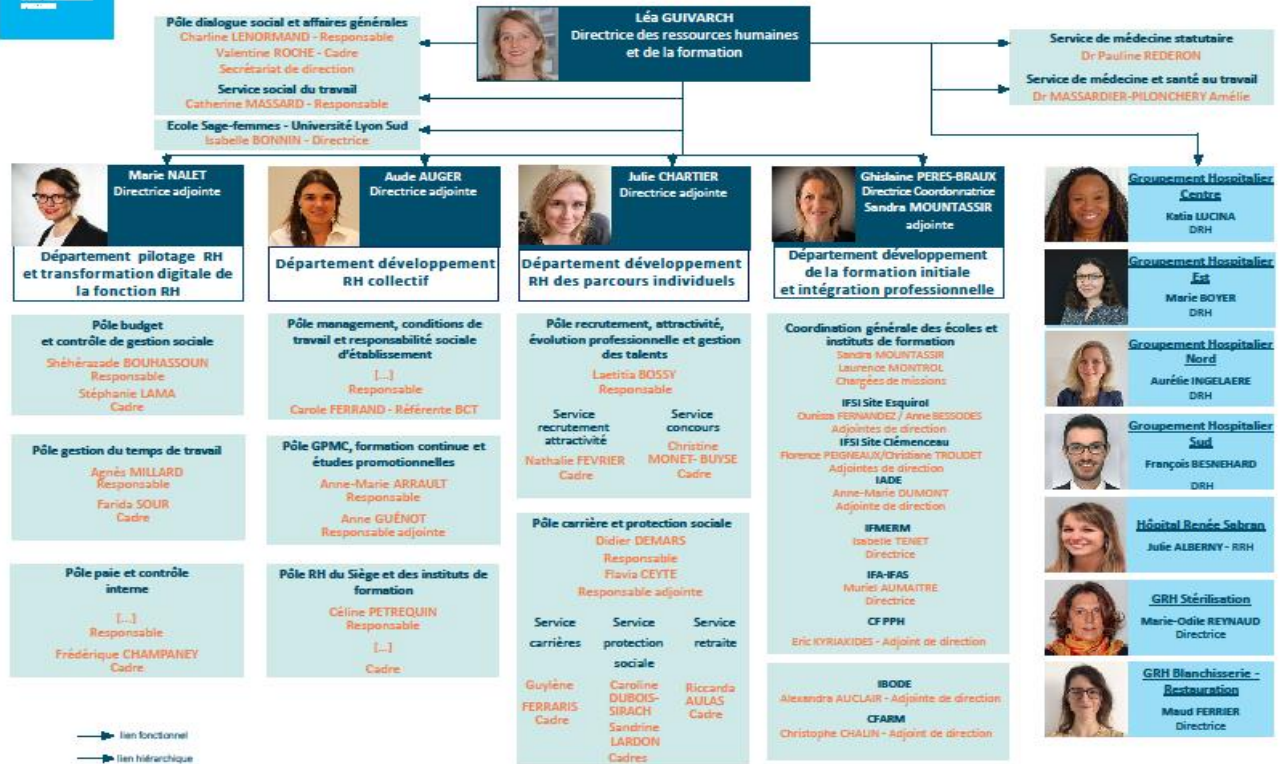 Pôle dialogue social et affaires générales
Charline LENORMAND - Responsable
Valentine ROCHE - Cadre
Secrétariat de direction
Service social du travail
Catherine MASSARD - Responsable
Ecole Sage-femmes - Université Lyon Sud
Isabelle BONNIN - Directrice
Léa GUIVARCH
Directrice des ressources humaines
et de la formation
Service de médecine statutaire
Dr Pauline REDERON
Service de médecine et santé au travail
Dr MASSARDIER-PILONCHERY Amélie
Marie NALET
Directrice adjointe
Département pilotage RH
et transformation digitale de
la fonction RH
Pôle budget
et contrôle de gestion sociale
Shéhérazade BOUHASSOUN
Responsable
Stéphanie LAMA
Cadre
Pôle gestion du temps de travail
Agnès MILLARD
Responsable
Farida SOUR
Cadre
Pôle paie et contrôle
interne
[...]
Responsable
Frédérique CHAMPANEY
Cadre
Aude AUGER
Directrice adjointe
Département développement
RH collectif
Pôle management, conditions de
travail et responsabilité sociale
d'établissement
[...]
Responsable
Carole FERRAND - Référente BCT
Pôle GPMC, formation continue et
études promotionnelles
Anne-Marie ARRAULT
Responsable
Anne GUÉNOT
Responsable adjointe
Pôle RH du Siège et des instituts de
formation
Céline PETREQUIN
Responsable
[...]
Cadre
Julie CHARTIER
Directrice adjointe
Département développement
RH des parcours individuels
Pôle recrutement, attractivité,
évolution professionnelle et gestion
des talents
Laetitia BOSSY
Responsable
Service
recrutement
attractivité
Nathalie FEVRIER
Cadre
Service
concours
Christine
MONET- BUYSE
Cadre
Pôle carrière et protection sociale
Didier DEMARS
Responsable
Flavia CEYTE
Responsable adjointe
Service
carrières
Guylène
FERRARIS
Cadre
Service
protection
sociale
Caroline
DUBOIS-
SIRACH
Sandrine
LARDON
Cadres
Service
retraite
Riccarda
AULAS
Cadre
Ghislaine PERES-BRAUX
Directrice Coordonnatrice
Sandra MOUNTASSIR
adjointe
Département développement
de la formation initiale
et intégration professionnelle
Coordination générale des écoles et
instituts de formation
Sandra MOUNTASSIR
Laurence MONTROL
Chargées de missions
IFSI Site Esquirol
Ounissa FERNANDEZ / Anne BESSODES
Adjointes de direction
IFSI Site Clémenceau
Florence PEIGNEAUX/Christiane TROUDET
Adjointes de direction
IADE
Anne-Marie DUMONT
Adjointe de direction
IFMERM
Isabelle TENET
Directrice
IFA-IFAS
Muriel AUMAITRE
Directrice
CF PPH
Eric KYRIAKIDES - Adjoint de direction
IBODE
Alexandra AUCLAIR - Adjointe de direction
CFARM
Christophe CHALIN - Adjoint de direction
Groupement Hospitalier
Centre
Katia LUCINA
DRH
Groupement Hospitalier
Est
Marie BOYER
DRH
Groupement Hospitalier
Nord
Aurélie INGELAERE
DRH
Groupement Hospitalier
Sud
François BESNEHARD
DRH
Hôpital Renée Sabran
Julie ALBERNY - RRH
GRH Stérilisation
Marie-Odile REYNAUD
Directrice
GRH Blanchisserie -
Restauration
Maud FERRIER
Directrice
lien fonctionnel
lien hiérarchique